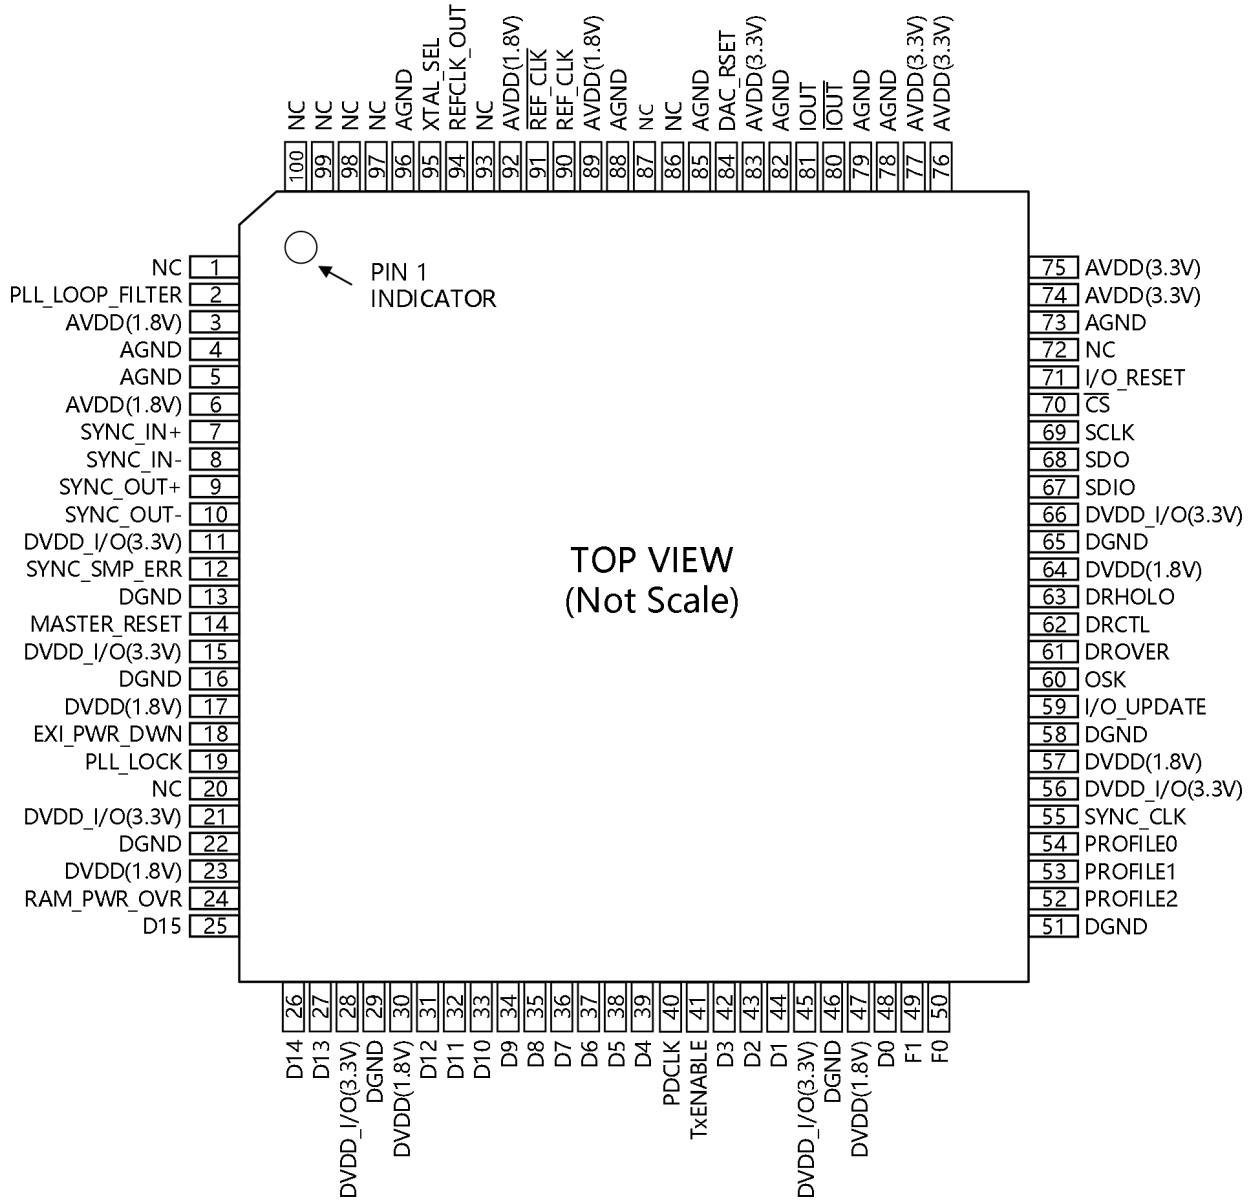 NC
NC
NC
NC
AGND
XTAL_SEL
REFCLK_OUT
NC
AVDD(1.8V)
REF_CLK
REF_CLK
AVDD(1.8V)
AGND
NC
NC
AGND
DAC_RSET
AVDD(3.3V)
AGND
IOUT
IOUT
AGND
AGND
AVDD(3.3V)
AVDD(3.3V)
100 99 98 97 96 95 94 93 92 91 90 89 88 87 86 85 84 83 82 81 80 79 78 77 76
PIN 1
INDICATOR
NC 1
PLL_LOOP_FILTER 2
AVDD(1.8V) 3
AGND 4
AGND 5
AVDD(1.8V) 6
SYNC_IN+ 7
SYNC_IN- 8
SYNC_OUT+ 9
SYNC_OUT- 10
DVDD_I/O(3.3V) 11
SYNC_SMP_ERR 12
DGND 13
MASTER_RESET 14
DVDD_I/O(3.3V) 15
DGND 16
DVDD(1.8V) 17
EXI_PWR_DWN 18
PLL_LOCK 19
NC 20
DVDD_I/O(3.3V) 21
DGND 22
DVDD(1.8V) 23
RAM_PWR_OVR 24
D15 25
TOP VIEW
(Not Scale)
75 AVDD(3.3V)
74 AVDD(3.3V)
73 AGND
72 NC
71 I/O_RESET
70 CS
69 SCLK
68 SDO
67 SDIO
66 DVDD_I/O(3.3V)
65 DGND
64 DVDD(1.8V)
63 DRHOLO
62 DRCTL
61 DROVER
60 OSK
59 I/O_UPDATE
58 DGND
57 DVDD(1.8V)
56 DVDD_I/O(3.3V)
55 SYNC_CLK
54 PROFILE0
53 PROFILE1
52 PROFILE2
51 DGND
26 27 28 29 30 31 32 33 34 35 36 37 38 39 40 41 42 43 44 45 46 47 48 49 50
D14
D13
DVDD_I/O(3.3V)
DGND
DVDD(1.8V)
D12
D11
D10
D9
D8
D7
D6
D5
D4
PDCLK
TxENABLE
D3
D2
D1
DVDD_I/O(3.3V)
DGND
DVDD(1.8V)
D0
F1
F0